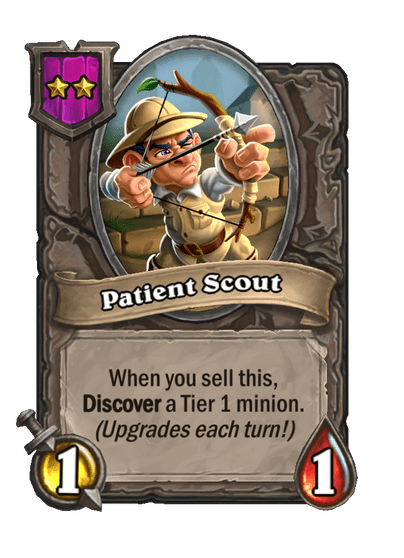 Patient Scout
When you sell this,
Discover a Tier 1 minion.
(Upgrades each turn!)
1
1